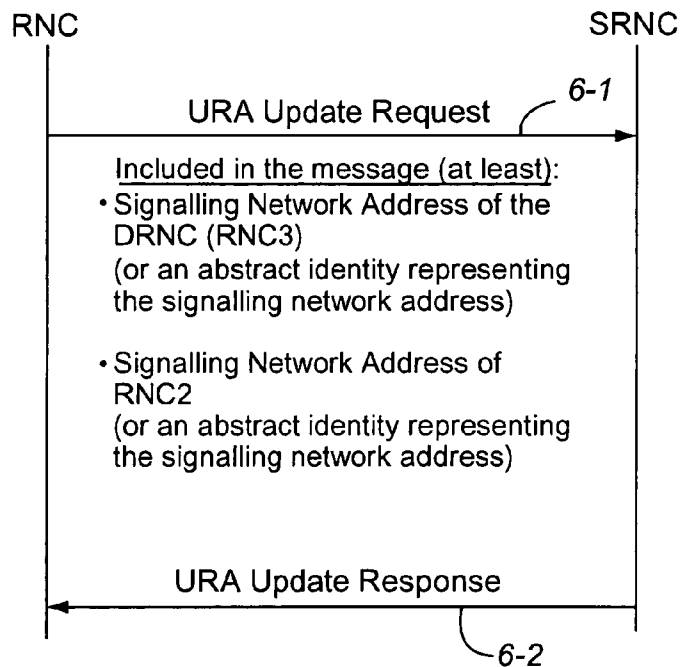 RNC
SRNC
URA Update Request
6-1
Included in the message (at least):
• Signalling Network Address of the
DRNC (RNC3)
(or an abstract identity representing
the signalling network address)
• Signalling Network Address of
RNC2
(or an abstract identity representing
the signalling network address)
URA Update Response
6-2